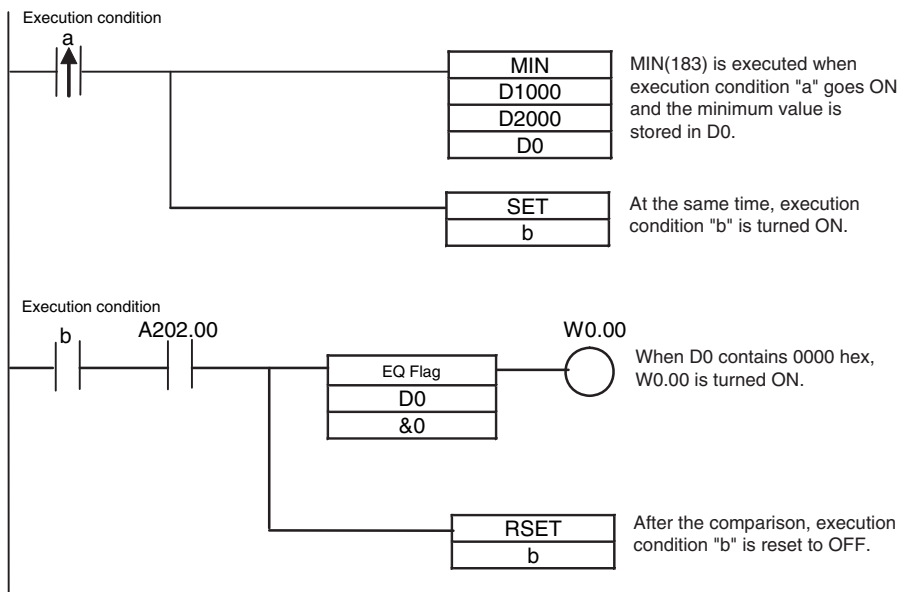 Execution condition
a
MIN
D1000
D2000
D0
MIN(183) is executed when
execution condition "a" goes ON
and the minimum value is
stored in D0.
SET
b
At the same time, execution
condition "b" is turned ON.
Execution condition
b
A202.00
EQ Flag
D0
&0
W0.00
When D0 contains 0000 hex,
W0.00 is turned ON.
RSET
b
After the comparison, execution
condition "b" is reset to OFF.